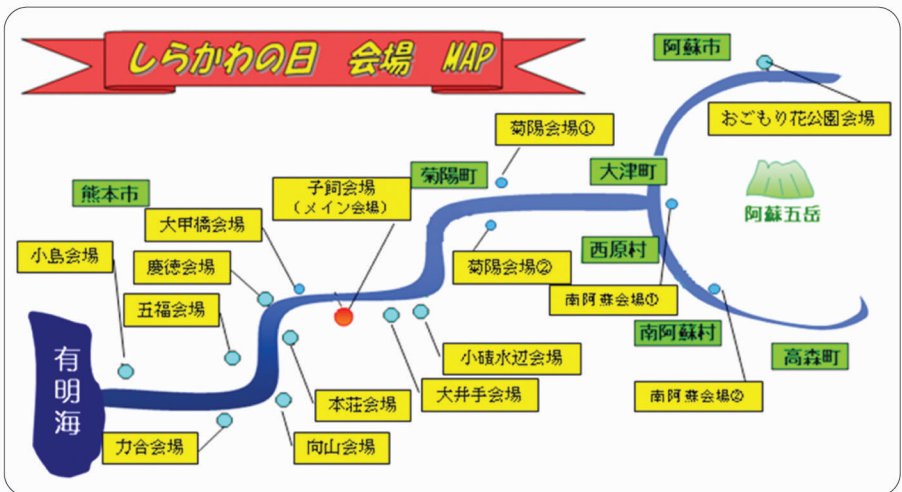 しらかわの日 会場 MAP
阿蘇市
おごもり花公園会場
菊陽会場①
大津町
菊陽町
子飼会場
(メイン会場)
熊本市
阿蘇五岳
大甲橋会場
小島会場
慶徳会場
菊陽会場②
西原村
南阿蘇会場①
五福会場
南阿蘇村
高森町
小磧水辺会場
有明海
本荘会場
大井手会場
南阿蘇会場②
力合会場
向山会場